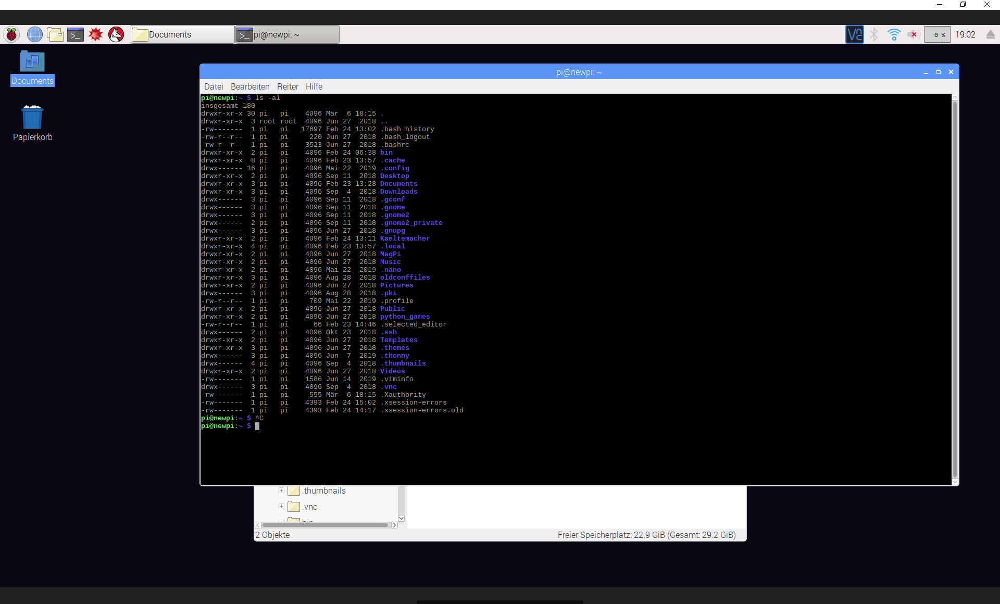 Documents
pi@newpi: ~
0 %
19:02
Documents
Papierkorb
pi@newpi: ~
Datei Bearbeiten Reiter Hilfe
pi@newpi:~ $ ls -al
insgesamt 180
drwxr-xr-x 30 pi   pi    4096 Mär  6 18:15 .
drwxr-xr-x  3 root root  4096 Jun 27  2018 ..
-rw-------  1 pi   pi   17697 Feb 24 13:02 .bash_history
-rw-r--r--  1 pi   pi     220 Jun 27  2018 .bash_logout
-rw-r--r--  1 pi   pi    3523 Jun 27  2018 .bashrc
drwxr-xr-x  2 pi   pi    4096 Feb 24 06:38 bin
drwxr-xr-x  8 pi   pi    4096 Feb 23 13:57 .cache
drwx------ 16 pi   pi    4096 Mai 22  2019 .config
drwxr-xr-x  2 pi   pi    4096 Sep 11  2018 Desktop
drwxr-xr-x  3 pi   pi    4096 Feb 23 13:28 Documents
drwxr-xr-x  3 pi   pi    4096 Sep  4  2018 Downloads
drwx------  3 pi   pi    4096 Sep 11  2018 .gconf
drwx------  3 pi   pi    4096 Sep 11  2018 .gnome
drwx------  3 pi   pi    4096 Sep 11  2018 .gnome2
drwx------  2 pi   pi    4096 Sep 11  2018 .gnome2_private
drwx------  3 pi   pi    4096 Jun 27  2018 .gnupg
drwxr-xr-x  2 pi   pi    4096 Feb 24 13:11 Kaeltemacher
drwxr-xr-x  4 pi   pi    4096 Feb 23 13:57 .local
drwxr-xr-x  2 pi   pi    4096 Jun 27  2018 MagPi
drwxr-xr-x  2 pi   pi    4096 Jun 27  2018 Music
drwxr-xr-x  2 pi   pi    4096 Mai 22  2019 .nano
drwxr-xr-x  3 pi   pi    4096 Aug 28  2018 oldconffiles
drwxr-xr-x  2 pi   pi    4096 Jun 27  2018 Pictures
drwx------  3 pi   pi    4096 Aug 28  2018 .pki
-rw-r--r--  1 pi   pi     709 Mai 22  2019 .profile
drwxr-xr-x  2 pi   pi    4096 Jun 27  2018 Public
drwxr-xr-x  2 pi   pi    4096 Jun 27  2018 python_games
-rw-r--r--  1 pi   pi      66 Feb 23 14:46 .selected_editor
drwx------  2 pi   pi    4096 Okt 23  2018 .ssh
drwxr-xr-x  2 pi   pi    4096 Jun 27  2018 Templates
drwxr-xr-x  3 pi   pi    4096 Jun 27  2018 .themes
drwx------  3 pi   pi    4096 Jun  7  2019 .thonny
drwx------  4 pi   pi    4096 Sep  4  2018 .thumbnails
drwxr-xr-x  2 pi   pi    4096 Jun 27  2018 Videos
-rw-------  1 pi   pi    1586 Jun 14  2019 .viminfo
drwx------  3 pi   pi    4096 Sep  4  2018 .vnc
-rw-------  1 pi   pi     555 Mär  6 18:15 .Xauthority
-rw-------  1 pi   pi    4393 Feb 24 15:02 .xsession-errors
-rw-------  1 pi   pi    4393 Feb 24 14:17 .xsession-errors.old
pi@newpi:~ $ ^C
pi@newpi:~ $
.thumbnails
.vnc
2 Objekte
Freier Speicherplatz: 22.9 GiB (Gesamt: 29.2 GiB)